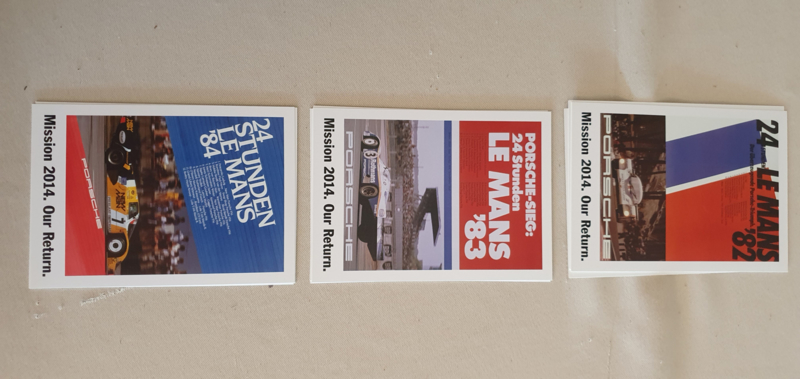 24
STUNDEN
LE MANS
'84
PORSCHE
Mission 2014. Our Return.
PORSCHE-SIEG:
24 Stunden
LE MANS
'83
PORSCHE
Mission 2014. Our Return.
24
LE MANS
'82
PORSCHE
Mission 2014. Our Return.